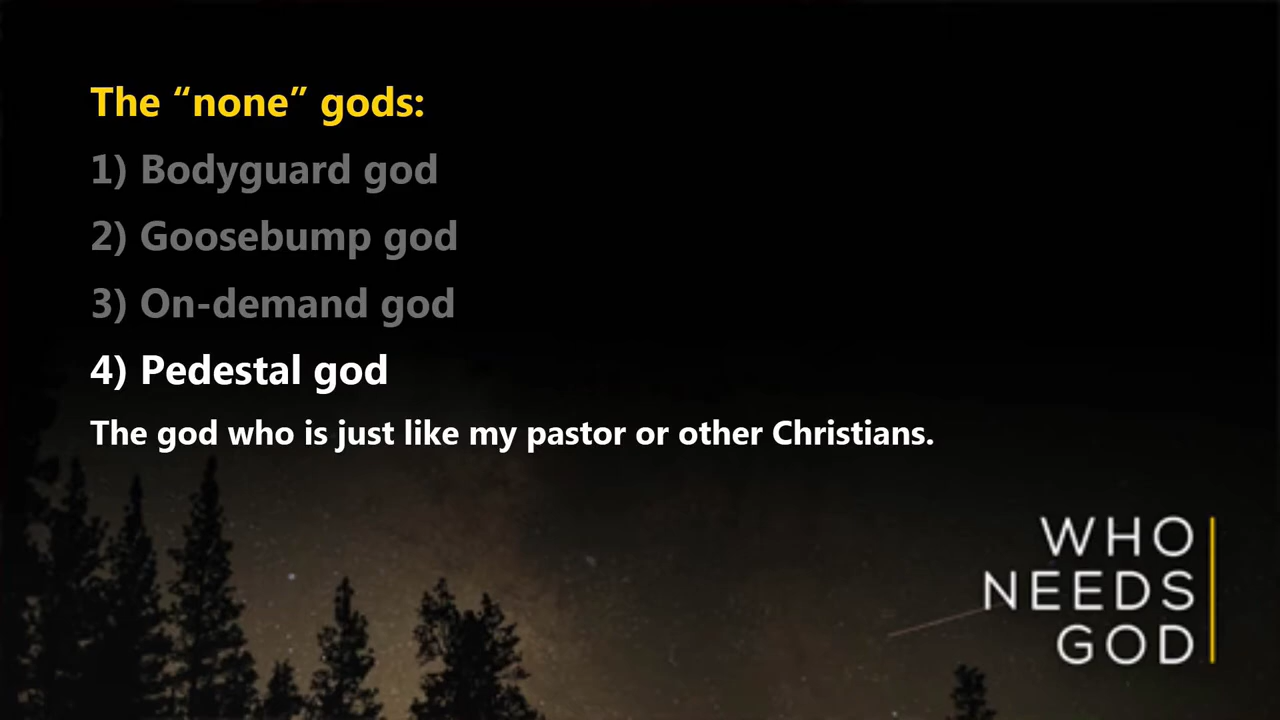 The “none” gods:
1) Bodyguard god
2) Goosebump god
3) On-demand god
4) Pedestal god
The god who is just like my pastor or other Christians.
WHO
NEEDS
GOD